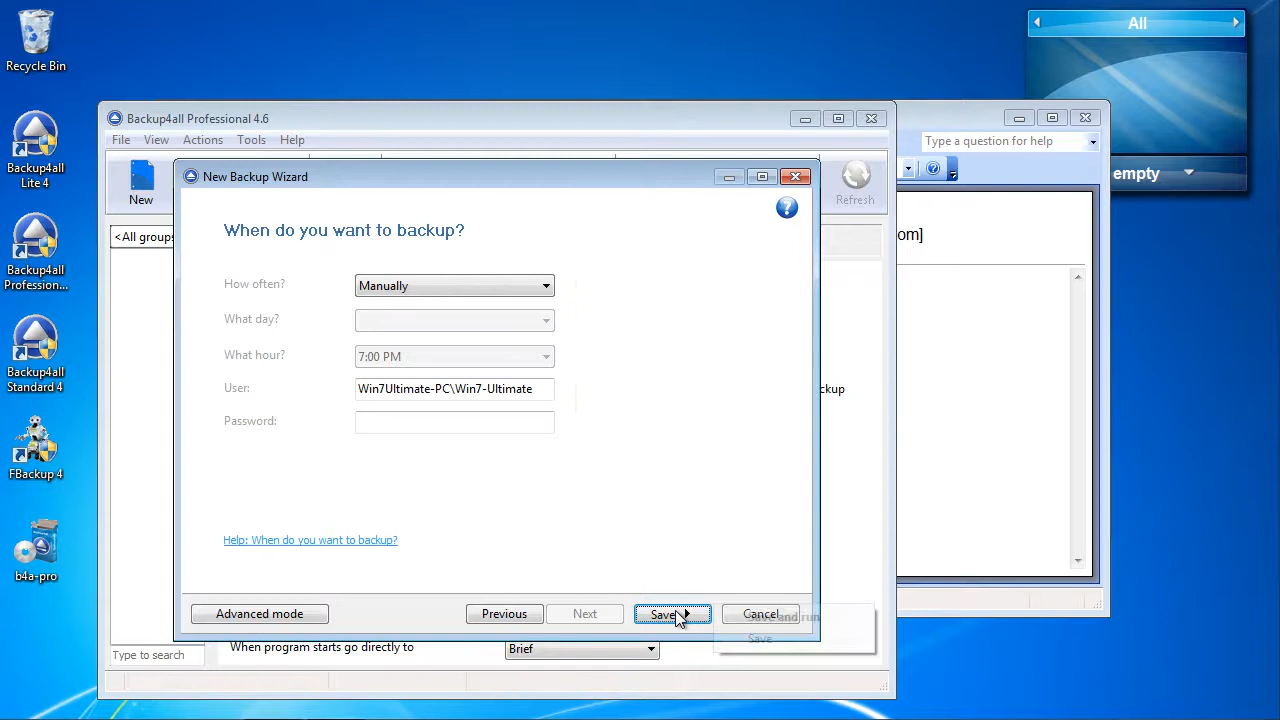 Recycle Bin
Backup4all
Lite 4
Backup4all
Profession...
Backup4all
Standard 4
FBackup 4
b4a-pro
All
empty
Type a question for help
om]
Backup4all Professional 4.6
File View Actions Tools Help
New
Refresh
<All groups
ckup
Type to search
When program starts go directly to
Brief
New Backup Wizard
When do you want to backup?
How often?
Manually
What day?
What hour?
7:00 PM
User:
Win7Ultimate-PC\Win7-Ultimate
Password:
Help: When do you want to backup?
Advanced mode
Previous
Next
Save
Cancel
Save and run
Save